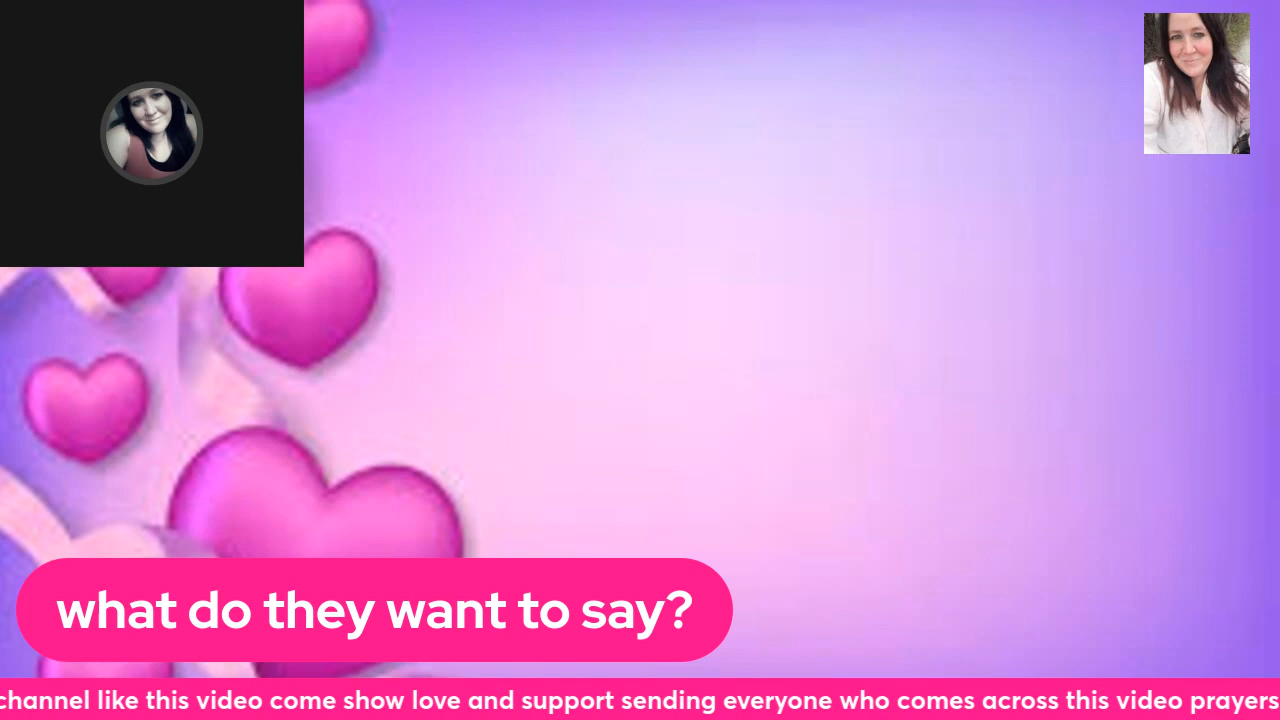 what do they want to say?
channel like this video come show love and support sending everyone who comes across this video prayers